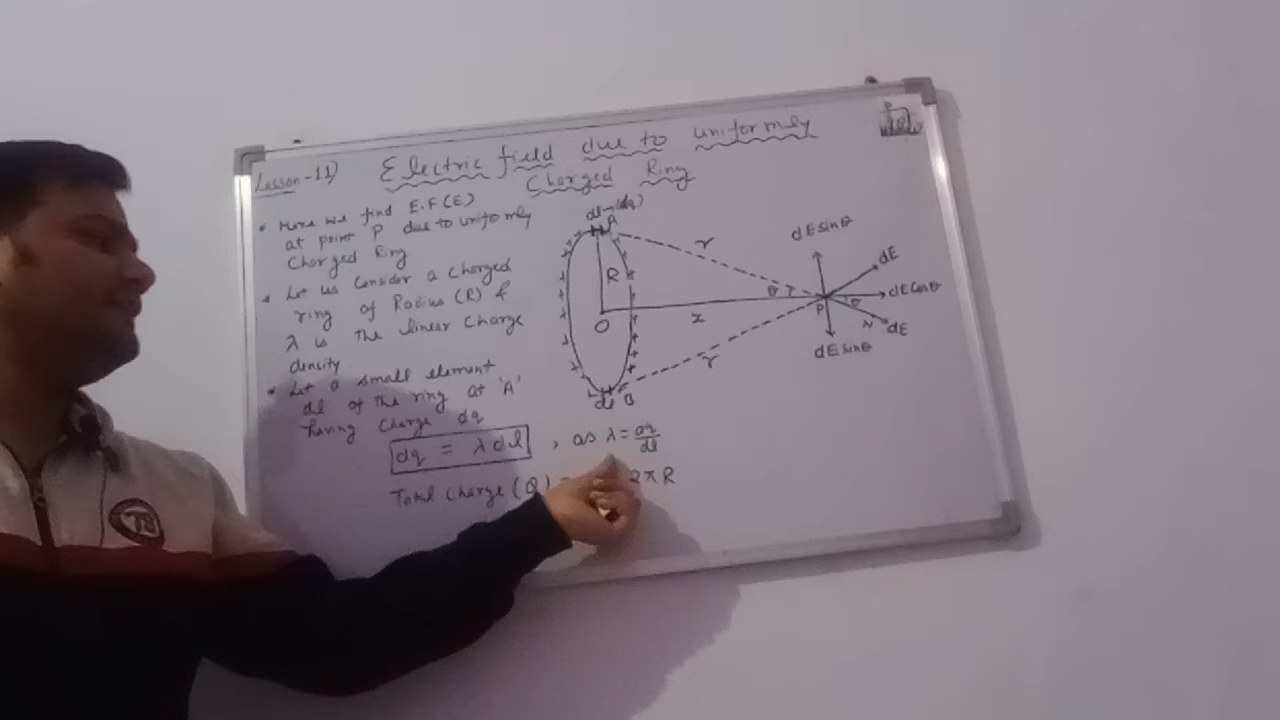 Lesson-11) Electric field due to uniformly
Charged Ring
• Here we find E.F(E)
at point P due to uniformly
Charged Ring
• Let us Consider a Charged
ring of Radius (R) &
λ is the linear Charge
density
• Let a small element
dl of the ring at 'A'
having Charge dq
dq = λdl , as λ = dq/dl
Total Charge (Q) = 2πR
dl→(dq)
A
R
O
x
r
r
θ
P
θ
dl B
dE sinθ
dE
dE cosθ
dE
dE sinθ